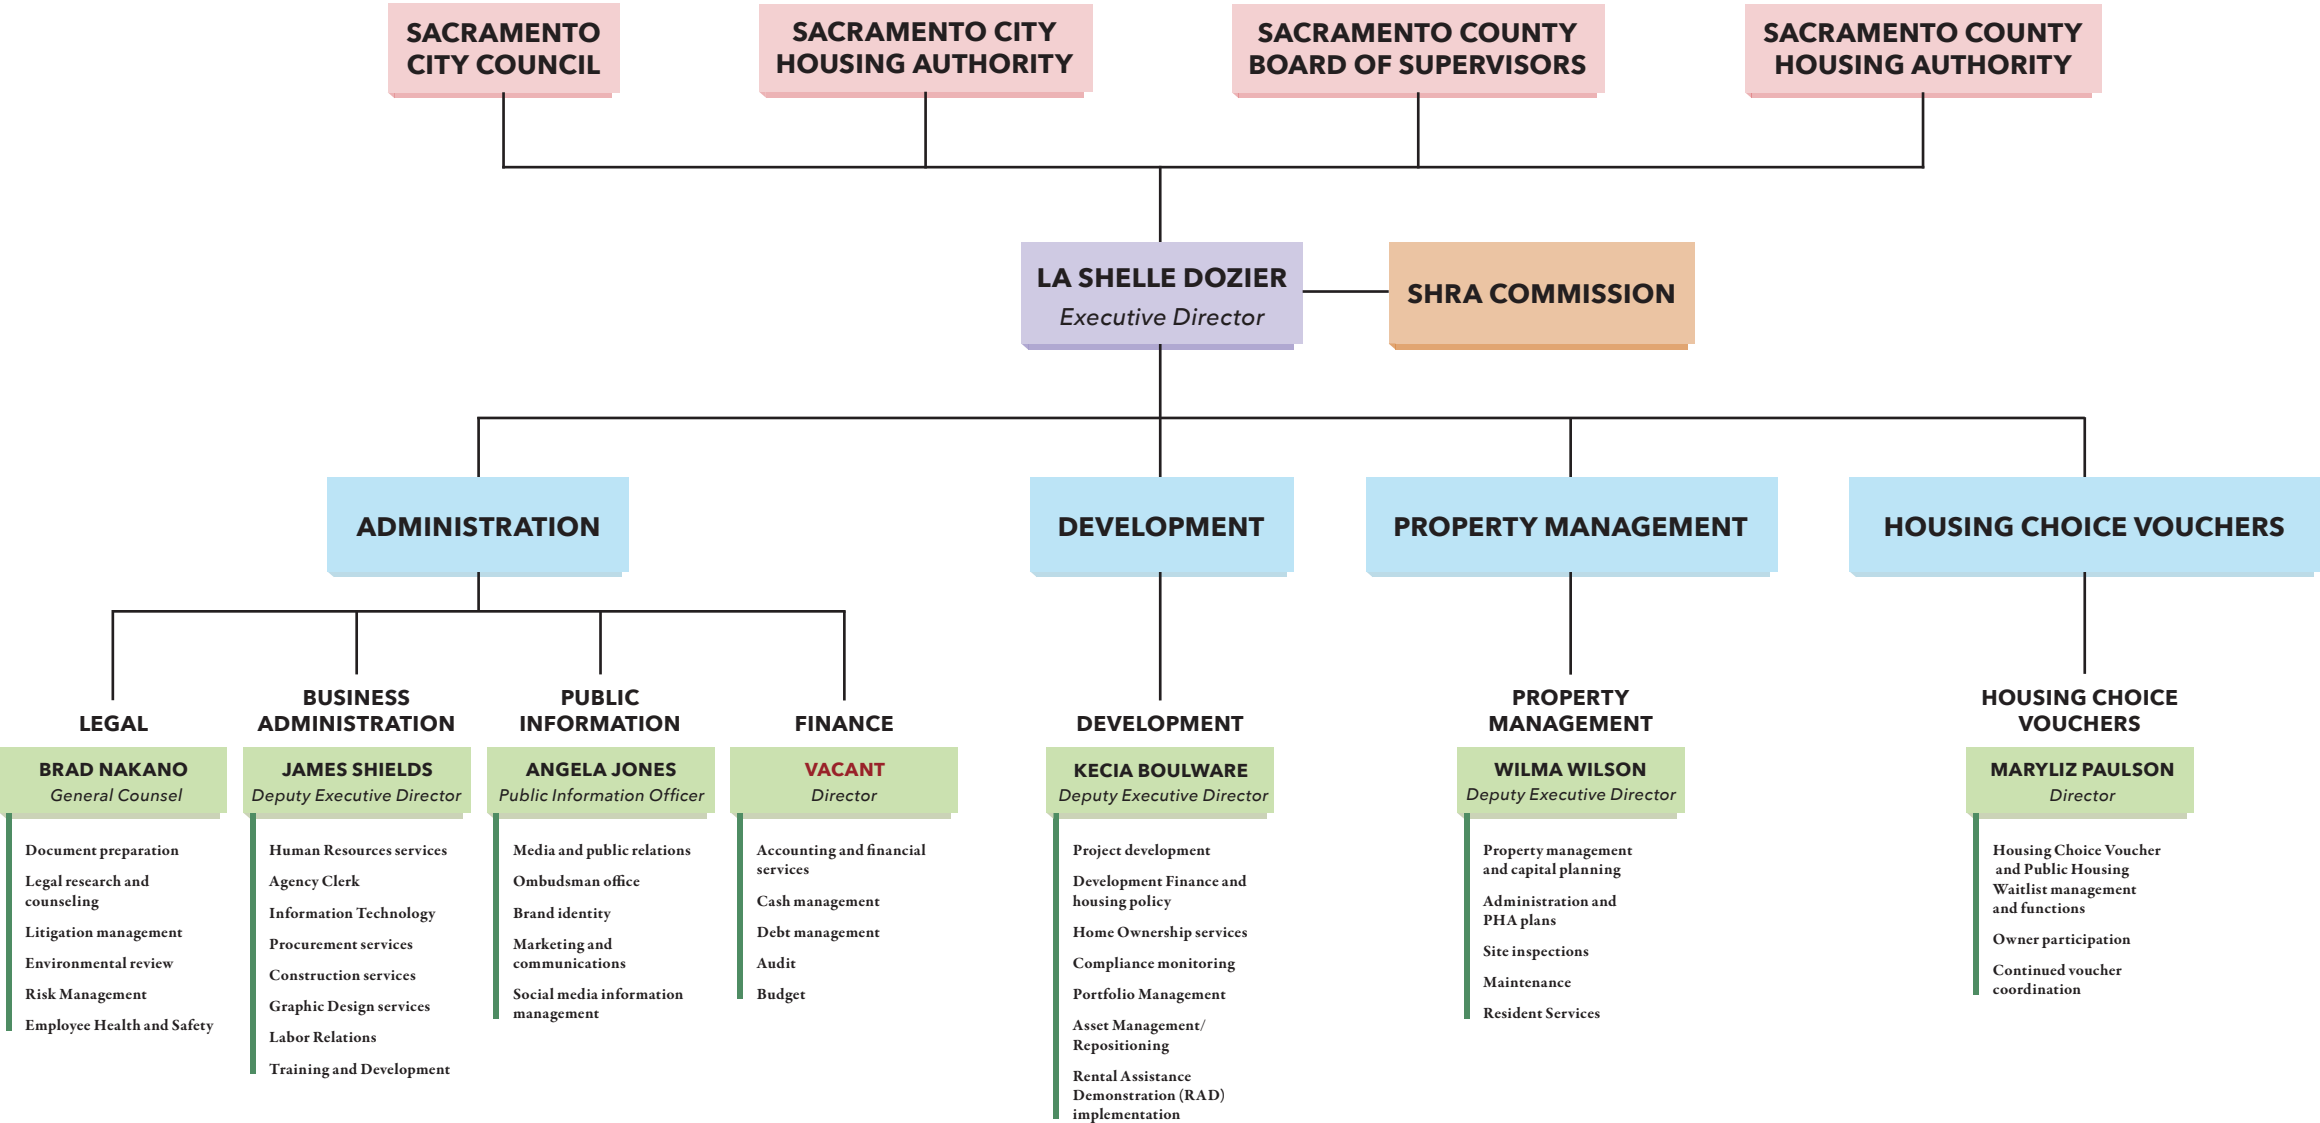 SACRAMENTO
CITY COUNCIL
SACRAMENTO CITY
HOUSING AUTHORITY
SACRAMENTO COUNTY
BOARD OF SUPERVISORS
SACRAMENTO COUNTY
HOUSING AUTHORITY
LA SHELLE DOZIER
Executive Director
SHRA COMMISSION
ADMINISTRATION
DEVELOPMENT
PROPERTY MANAGEMENT
HOUSING CHOICE VOUCHERS
LEGAL
BRAD NAKANO
General Counsel
Document preparation
Legal research and
counseling
Litigation management
Environmental review
Risk Management
Employee Health and Safety
BUSINESS
ADMINISTRATION
JAMES SHIELDS
Deputy Executive Director
Human Resources services
Agency Clerk
Information Technology
Procurement services
Construction services
Graphic Design services
Labor Relations
Training and Development
PUBLIC
INFORMATION
ANGELA JONES
Public Information Officer
Media and public relations
Ombudsman office
Brand identity
Marketing and
communications
Social media information
management
FINANCE
VACANT
Director
Accounting and financial
services
Cash management
Debt management
Audit
Budget
DEVELOPMENT
KECIA BOULWARE
Deputy Executive Director
Project development
Development Finance and
housing policy
Home Ownership services
Compliance monitoring
Portfolio Management
Asset Management/
Repositioning
Rental Assistance
Demonstration (RAD)
implementation
PROPERTY
MANAGEMENT
WILMA WILSON
Deputy Executive Director
Property management
and capital planning
Administration and
PHA plans
Site inspections
Maintenance
Resident Services
HOUSING CHOICE
VOUCHERS
MARYLIZ PAULSON
Director
Housing Choice Voucher
and Public Housing
Waitlist management
and functions
Owner participation
Continued voucher
coordination